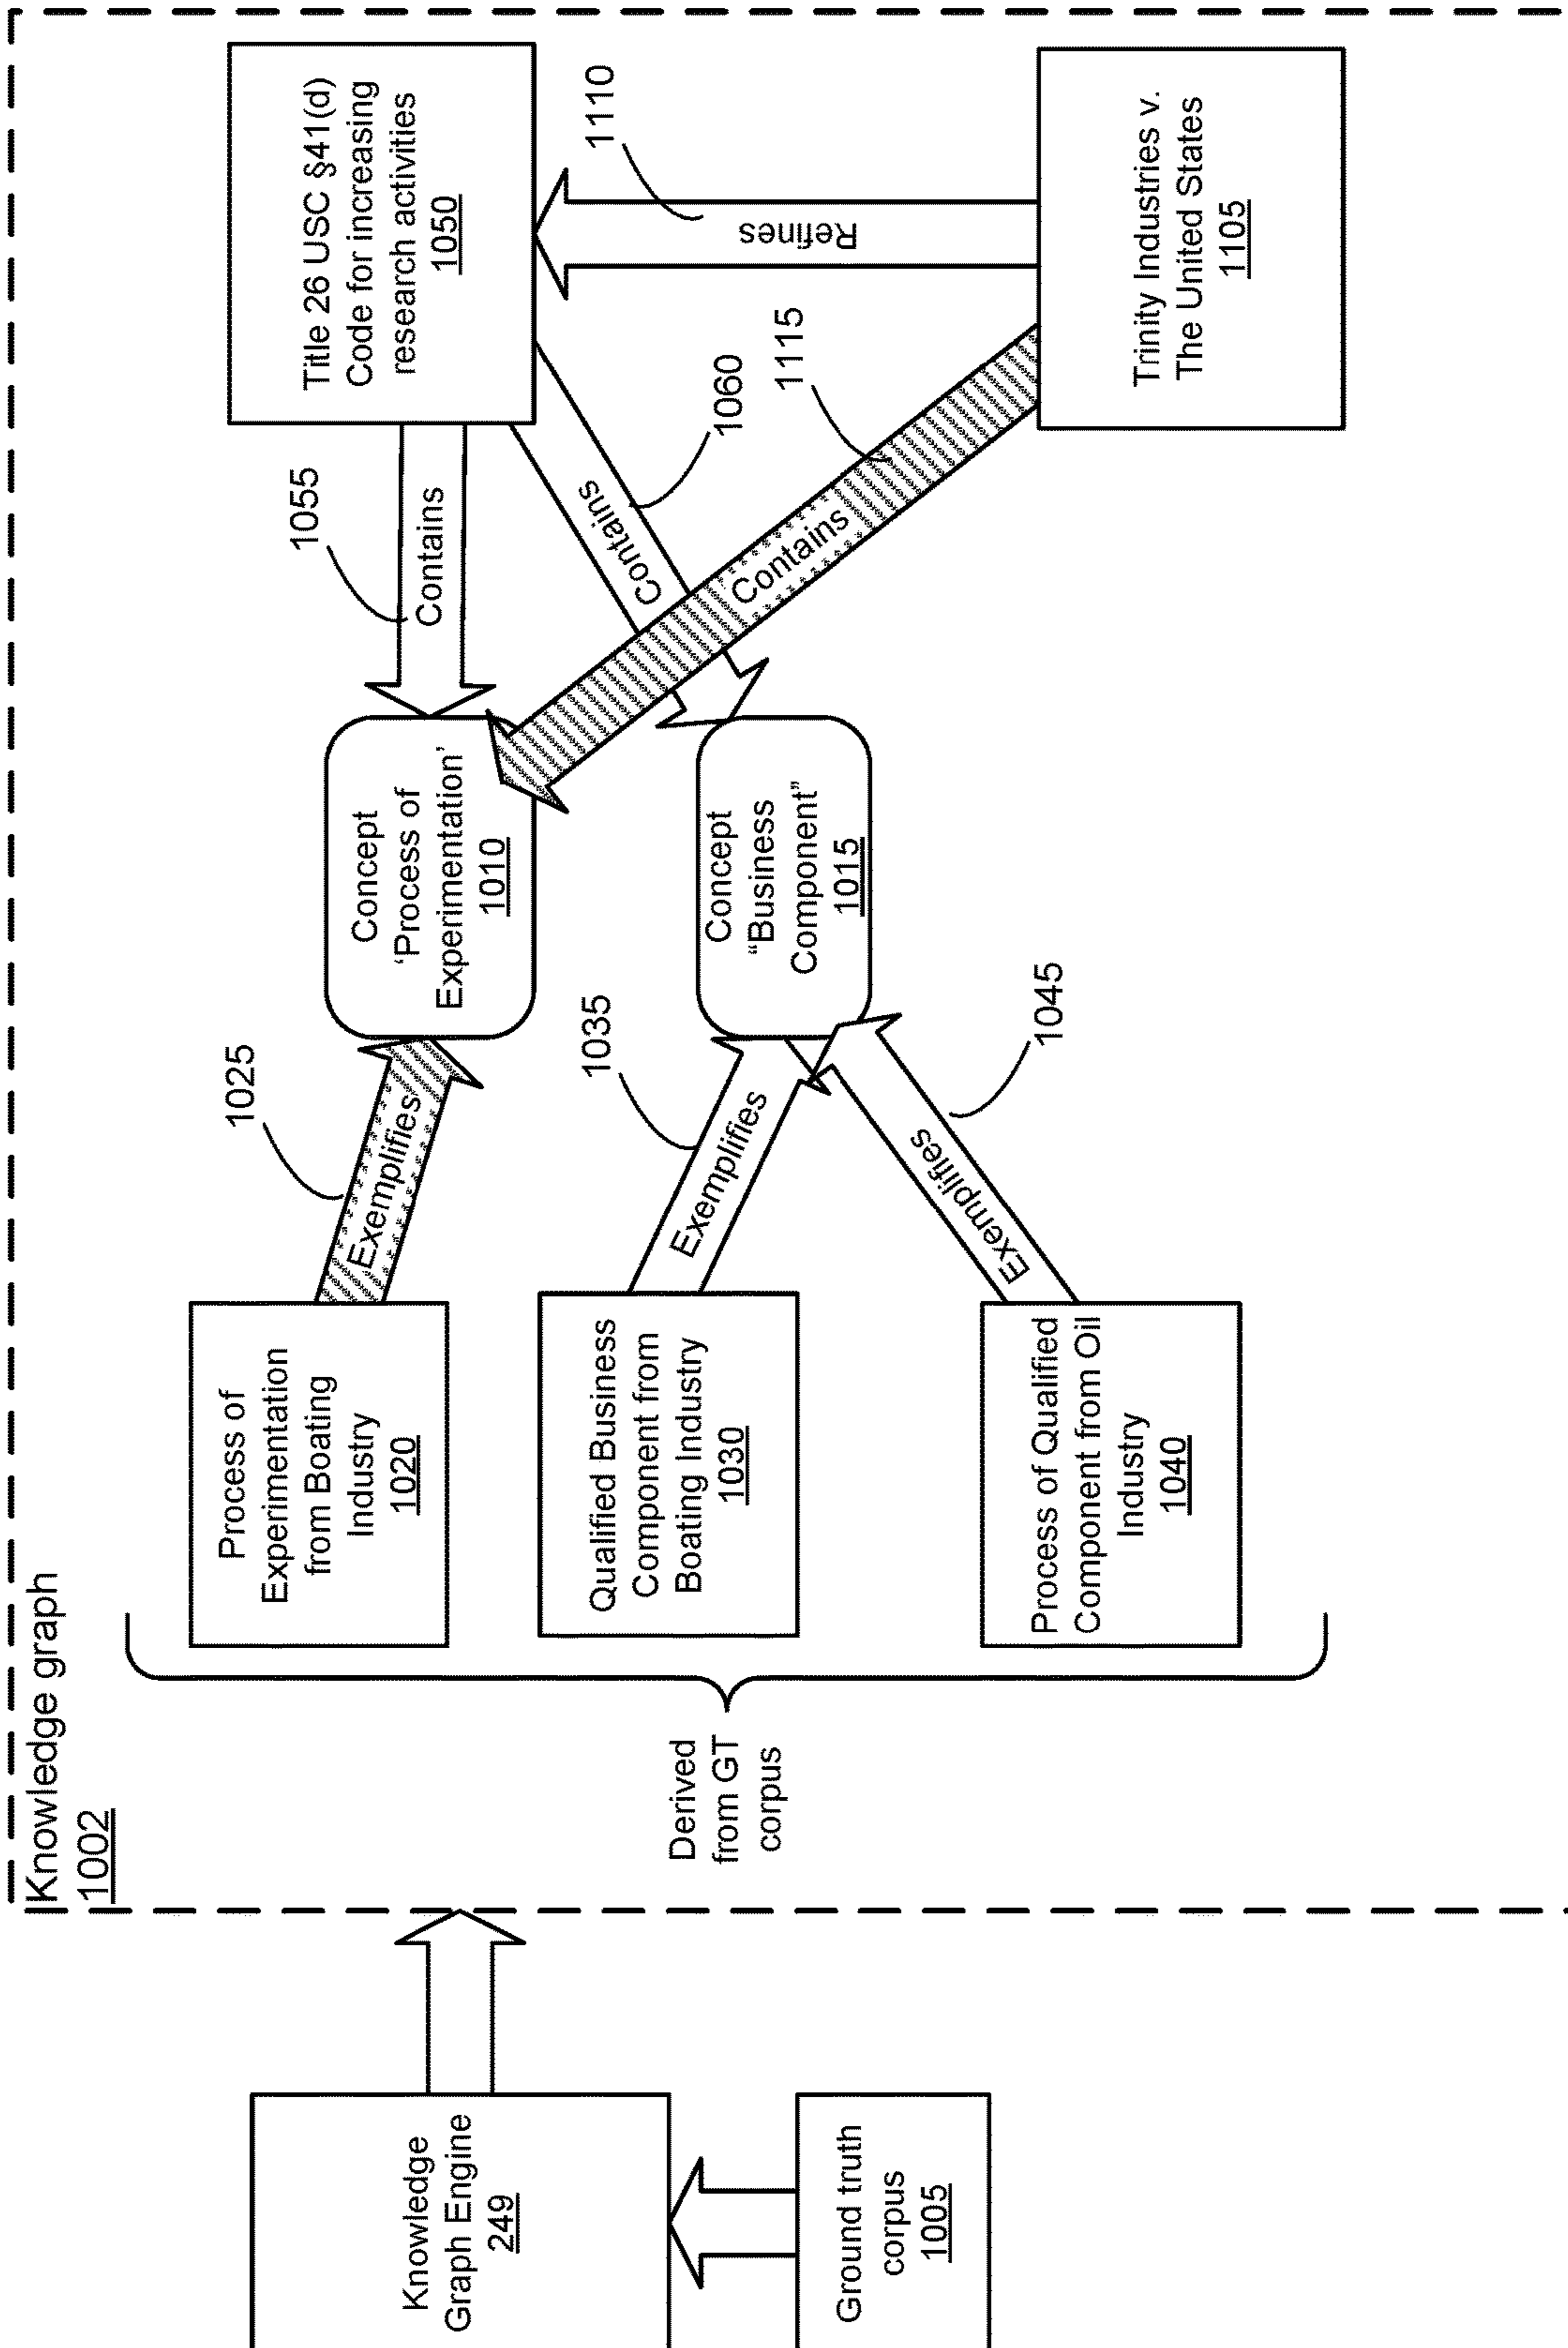 Knowledge
Graph Engine
249
Ground truth
corpus
1005
Knowledge graph
1002
Derived
from GT
corpus
Process of
Experimentation
from Boating
Industry
1020
Qualified Business
Component from
Boating Industry
1030
Process of Qualified
Component from Oil
Industry
1040
1025
Exemplifies
1035
Exemplifies
1045
Exemplifies
Concept
‘Process of
Experimentation’
1010
Concept
“Business
Component”
1015
1055
Contains
1060
Contains
1115
Contains
1110
Refines
Title 26 USC §41(d)
Code for increasing
research activities
1050
Trinity Industries v.
The United States
1105